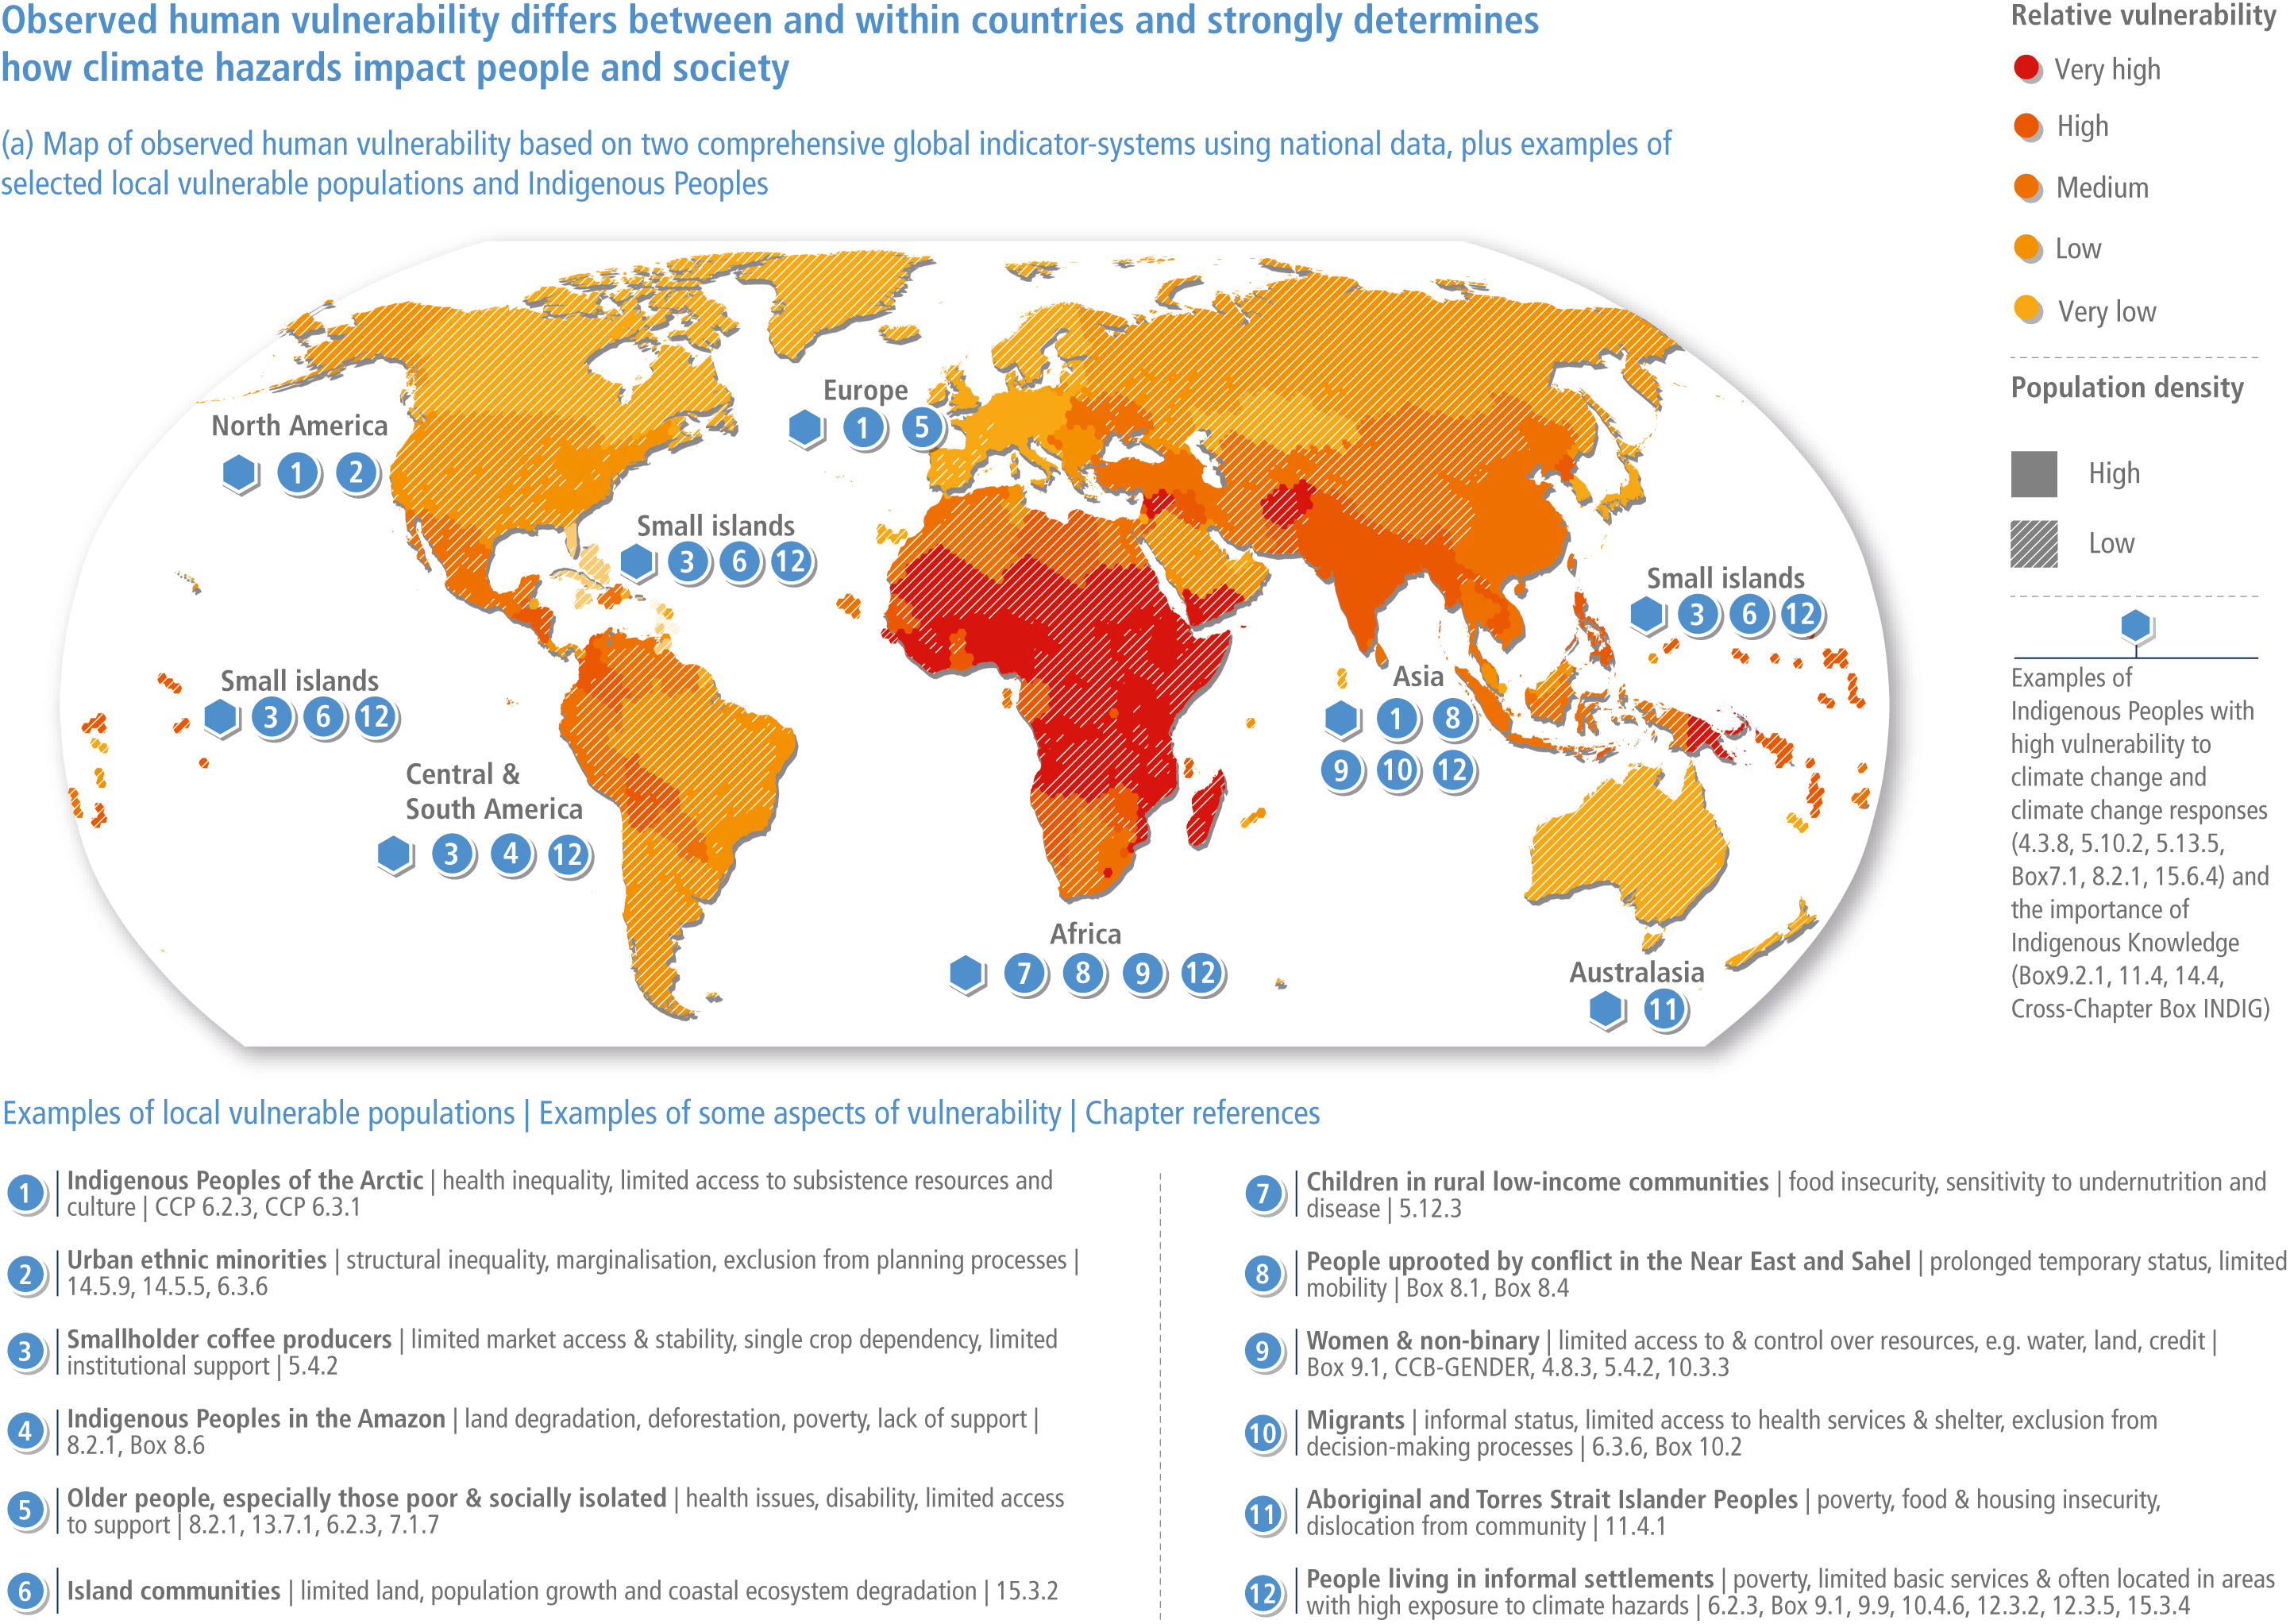 Observed human vulnerability differs between and within countries and strongly determines
how climate hazards impact people and society
(a) Map of observed human vulnerability based on two comprehensive global indicator-systems using national data, plus examples of
selected local vulnerable populations and Indigenous Peoples
Relative vulnerability
Very high
High
Medium
Low
Very low
Population density
High
Low
Examples of
Indigenous Peoples with
high vulnerability to
climate change and
climate change responses
(4.3.8, 5.10.2, 5.13.5,
Box7.1, 8.2.1, 15.6.4) and
the importance of
Indigenous Knowledge
(Box9.2.1, 11.4, 14.4,
Cross-Chapter Box INDIG)
North America
1 2
Europe
1 5
Small islands
3 6 12
Small islands
3 6 12
Small islands
3 6 12
Asia
1 8
9 10 12
Central &
South America
3 4 12
Africa
7 8 9 12
Australasia
11
Examples of local vulnerable populations | Examples of some aspects of vulnerability | Chapter references
1 Indigenous Peoples of the Arctic | health inequality, limited access to subsistence resources and
culture | CCP 6.2.3, CCP 6.3.1
2 Urban ethnic minorities | structural inequality, marginalisation, exclusion from planning processes |
14.5.9, 14.5.5, 6.3.6
3 Smallholder coffee producers | limited market access & stability, single crop dependency, limited
institutional support | 5.4.2
4 Indigenous Peoples in the Amazon | land degradation, deforestation, poverty, lack of support |
8.2.1, Box 8.6
5 Older people, especially those poor & socially isolated | health issues, disability, limited access
to support | 8.2.1, 13.7.1, 6.2.3, 7.1.7
6 Island communities | limited land, population growth and coastal ecosystem degradation | 15.3.2
7 Children in rural low-income communities | food insecurity, sensitivity to undernutrition and
disease | 5.12.3
8 People uprooted by conflict in the Near East and Sahel | prolonged temporary status, limited
mobility | Box 8.1, Box 8.4
9 Women & non-binary | limited access to & control over resources, e.g. water, land, credit |
Box 9.1, CCB-GENDER, 4.8.3, 5.4.2, 10.3.3
10 Migrants | informal status, limited access to health services & shelter, exclusion from
decision-making processes | 6.3.6, Box 10.2
11 Aboriginal and Torres Strait Islander Peoples | poverty, food & housing insecurity,
dislocation from community | 11.4.1
12 People living in informal settlements | poverty, limited basic services & often located in areas
with high exposure to climate hazards | 6.2.3, Box 9.1, 9.9, 10.4.6, 12.3.2, 12.3.5, 15.3.4